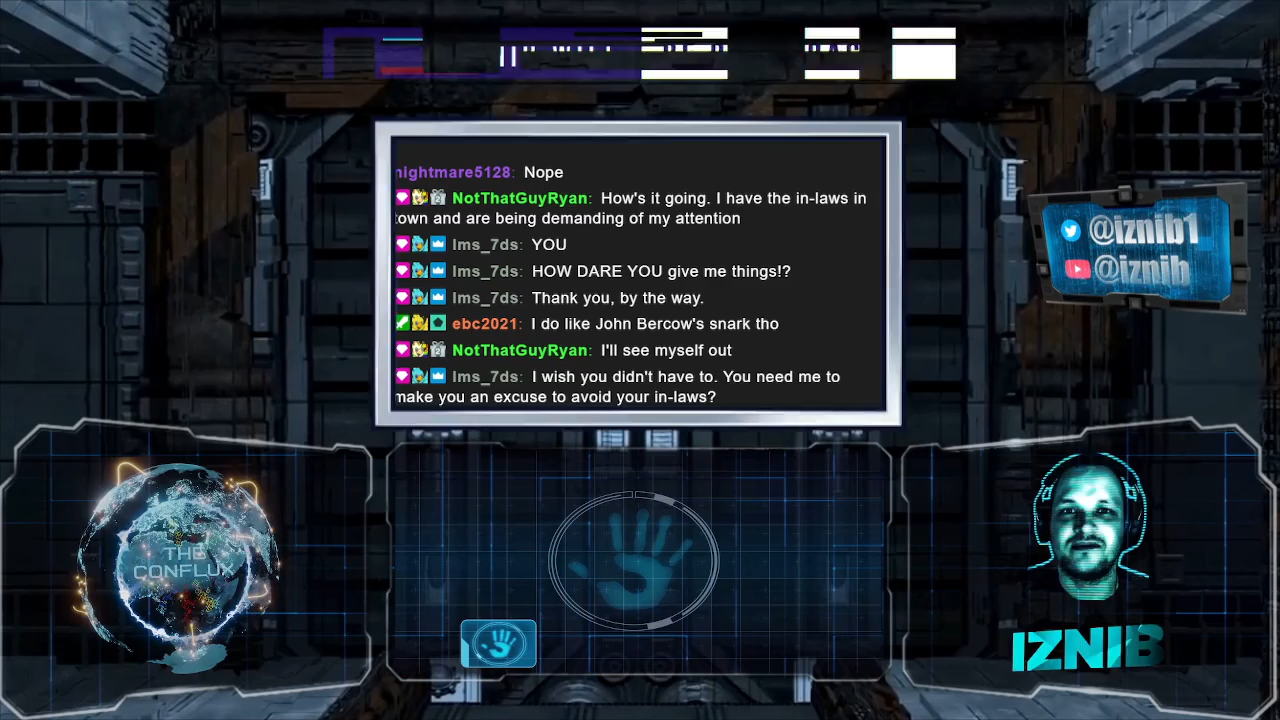 nightmare5128: Nope
NotThatGuyRyan: How's it going. I have the in-laws in
town and are being demanding of my attention
lms_7ds: YOU
lms_7ds: HOW DARE YOU give me things!?
lms_7ds: Thank you, by the way.
ebc2021: I do like John Bercow's snark tho
NotThatGuyRyan: I'll see myself out
lms_7ds: I wish you didn't have to. You need me to
make you an excuse to avoid your in-laws?
@iznib1
@iznib
THE
CONFLUX
IZNIB